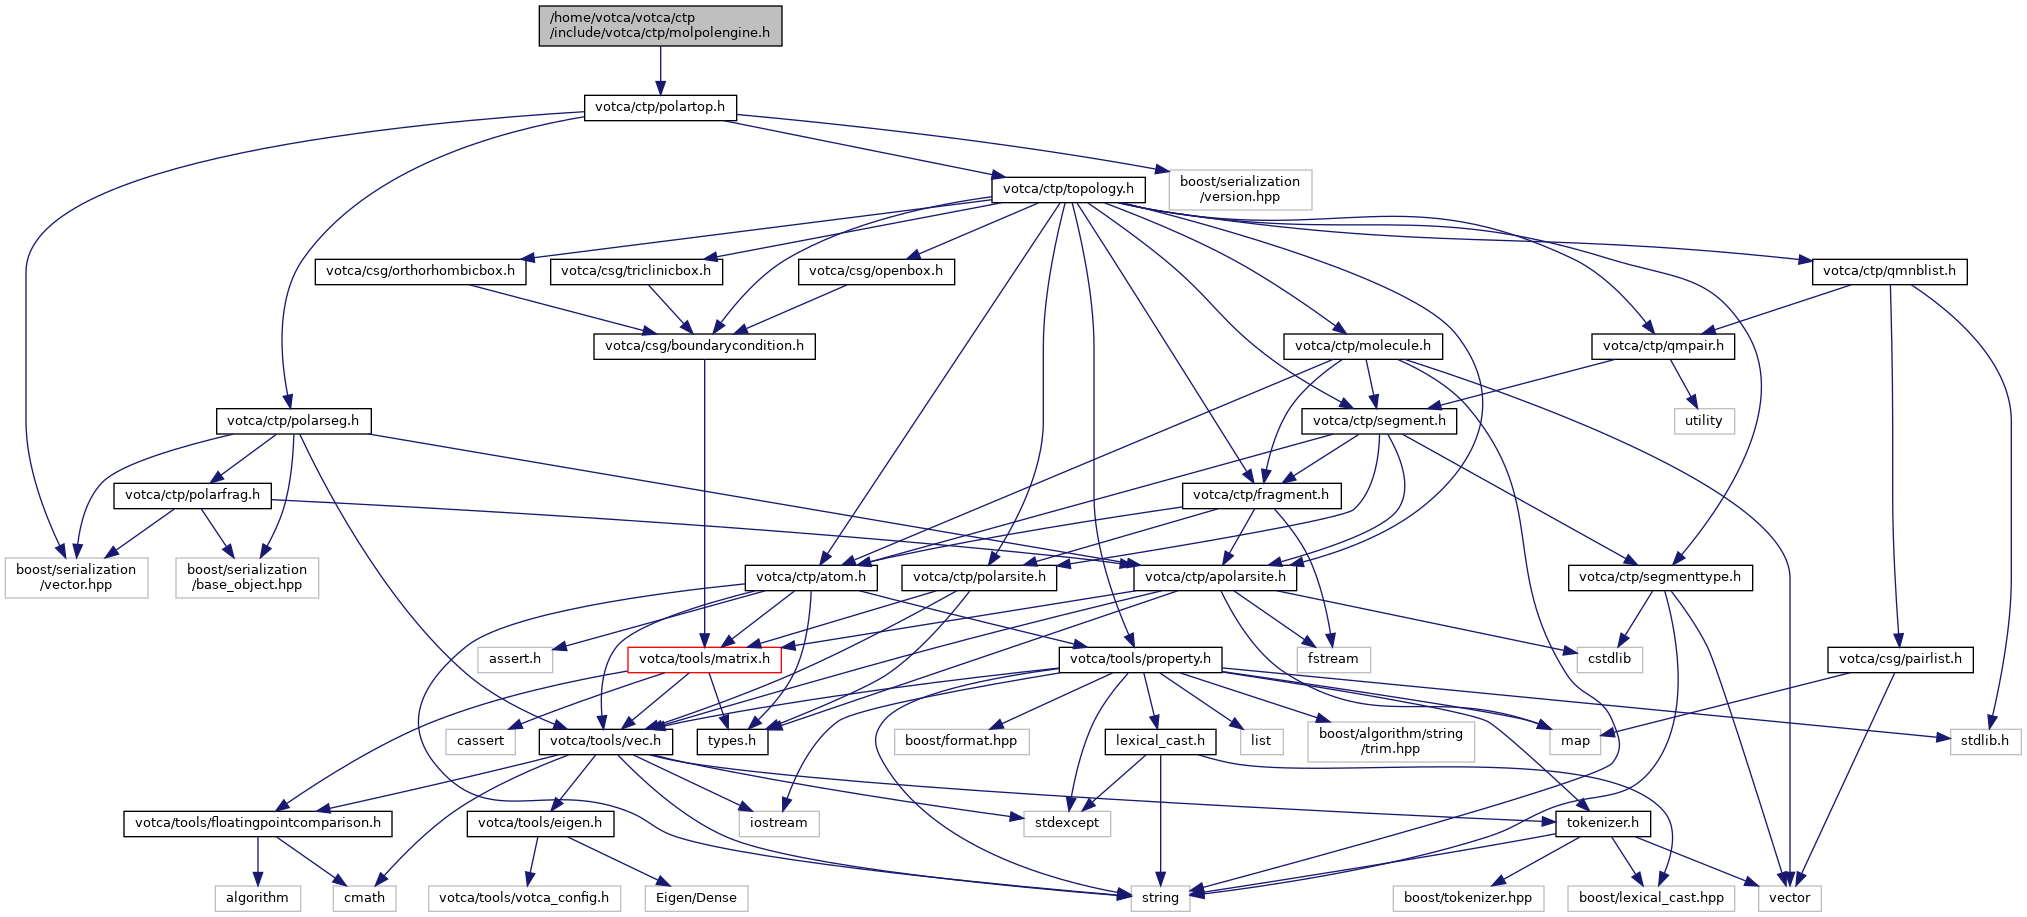 /home/votca/votca/ctp
/include/votca/ctp/molpolengine.h
votca/ctp/polartop.h
votca/ctp/topology.h
boost/serialization
/version.hpp
votca/csg/orthorhombicbox.h
votca/csg/triclinicbox.h
votca/csg/openbox.h
votca/ctp/qmnblist.h
votca/csg/boundarycondition.h
votca/ctp/molecule.h
votca/ctp/qmpair.h
votca/ctp/polarseg.h
votca/ctp/segment.h
utility
votca/ctp/polarfrag.h
votca/ctp/fragment.h
boost/serialization
/vector.hpp
boost/serialization
/base_object.hpp
votca/ctp/atom.h
votca/ctp/polarsite.h
votca/ctp/apolarsite.h
votca/ctp/segmenttype.h
assert.h
votca/tools/matrix.h
votca/tools/property.h
fstream
cstdlib
votca/csg/pairlist.h
cassert
votca/tools/vec.h
types.h
boost/format.hpp
lexical_cast.h
list
boost/algorithm/string
/trim.hpp
map
stdlib.h
votca/tools/floatingpointcomparison.h
votca/tools/eigen.h
iostream
stdexcept
tokenizer.h
algorithm
cmath
votca/tools/votca_config.h
Eigen/Dense
string
boost/tokenizer.hpp
boost/lexical_cast.hpp
vector